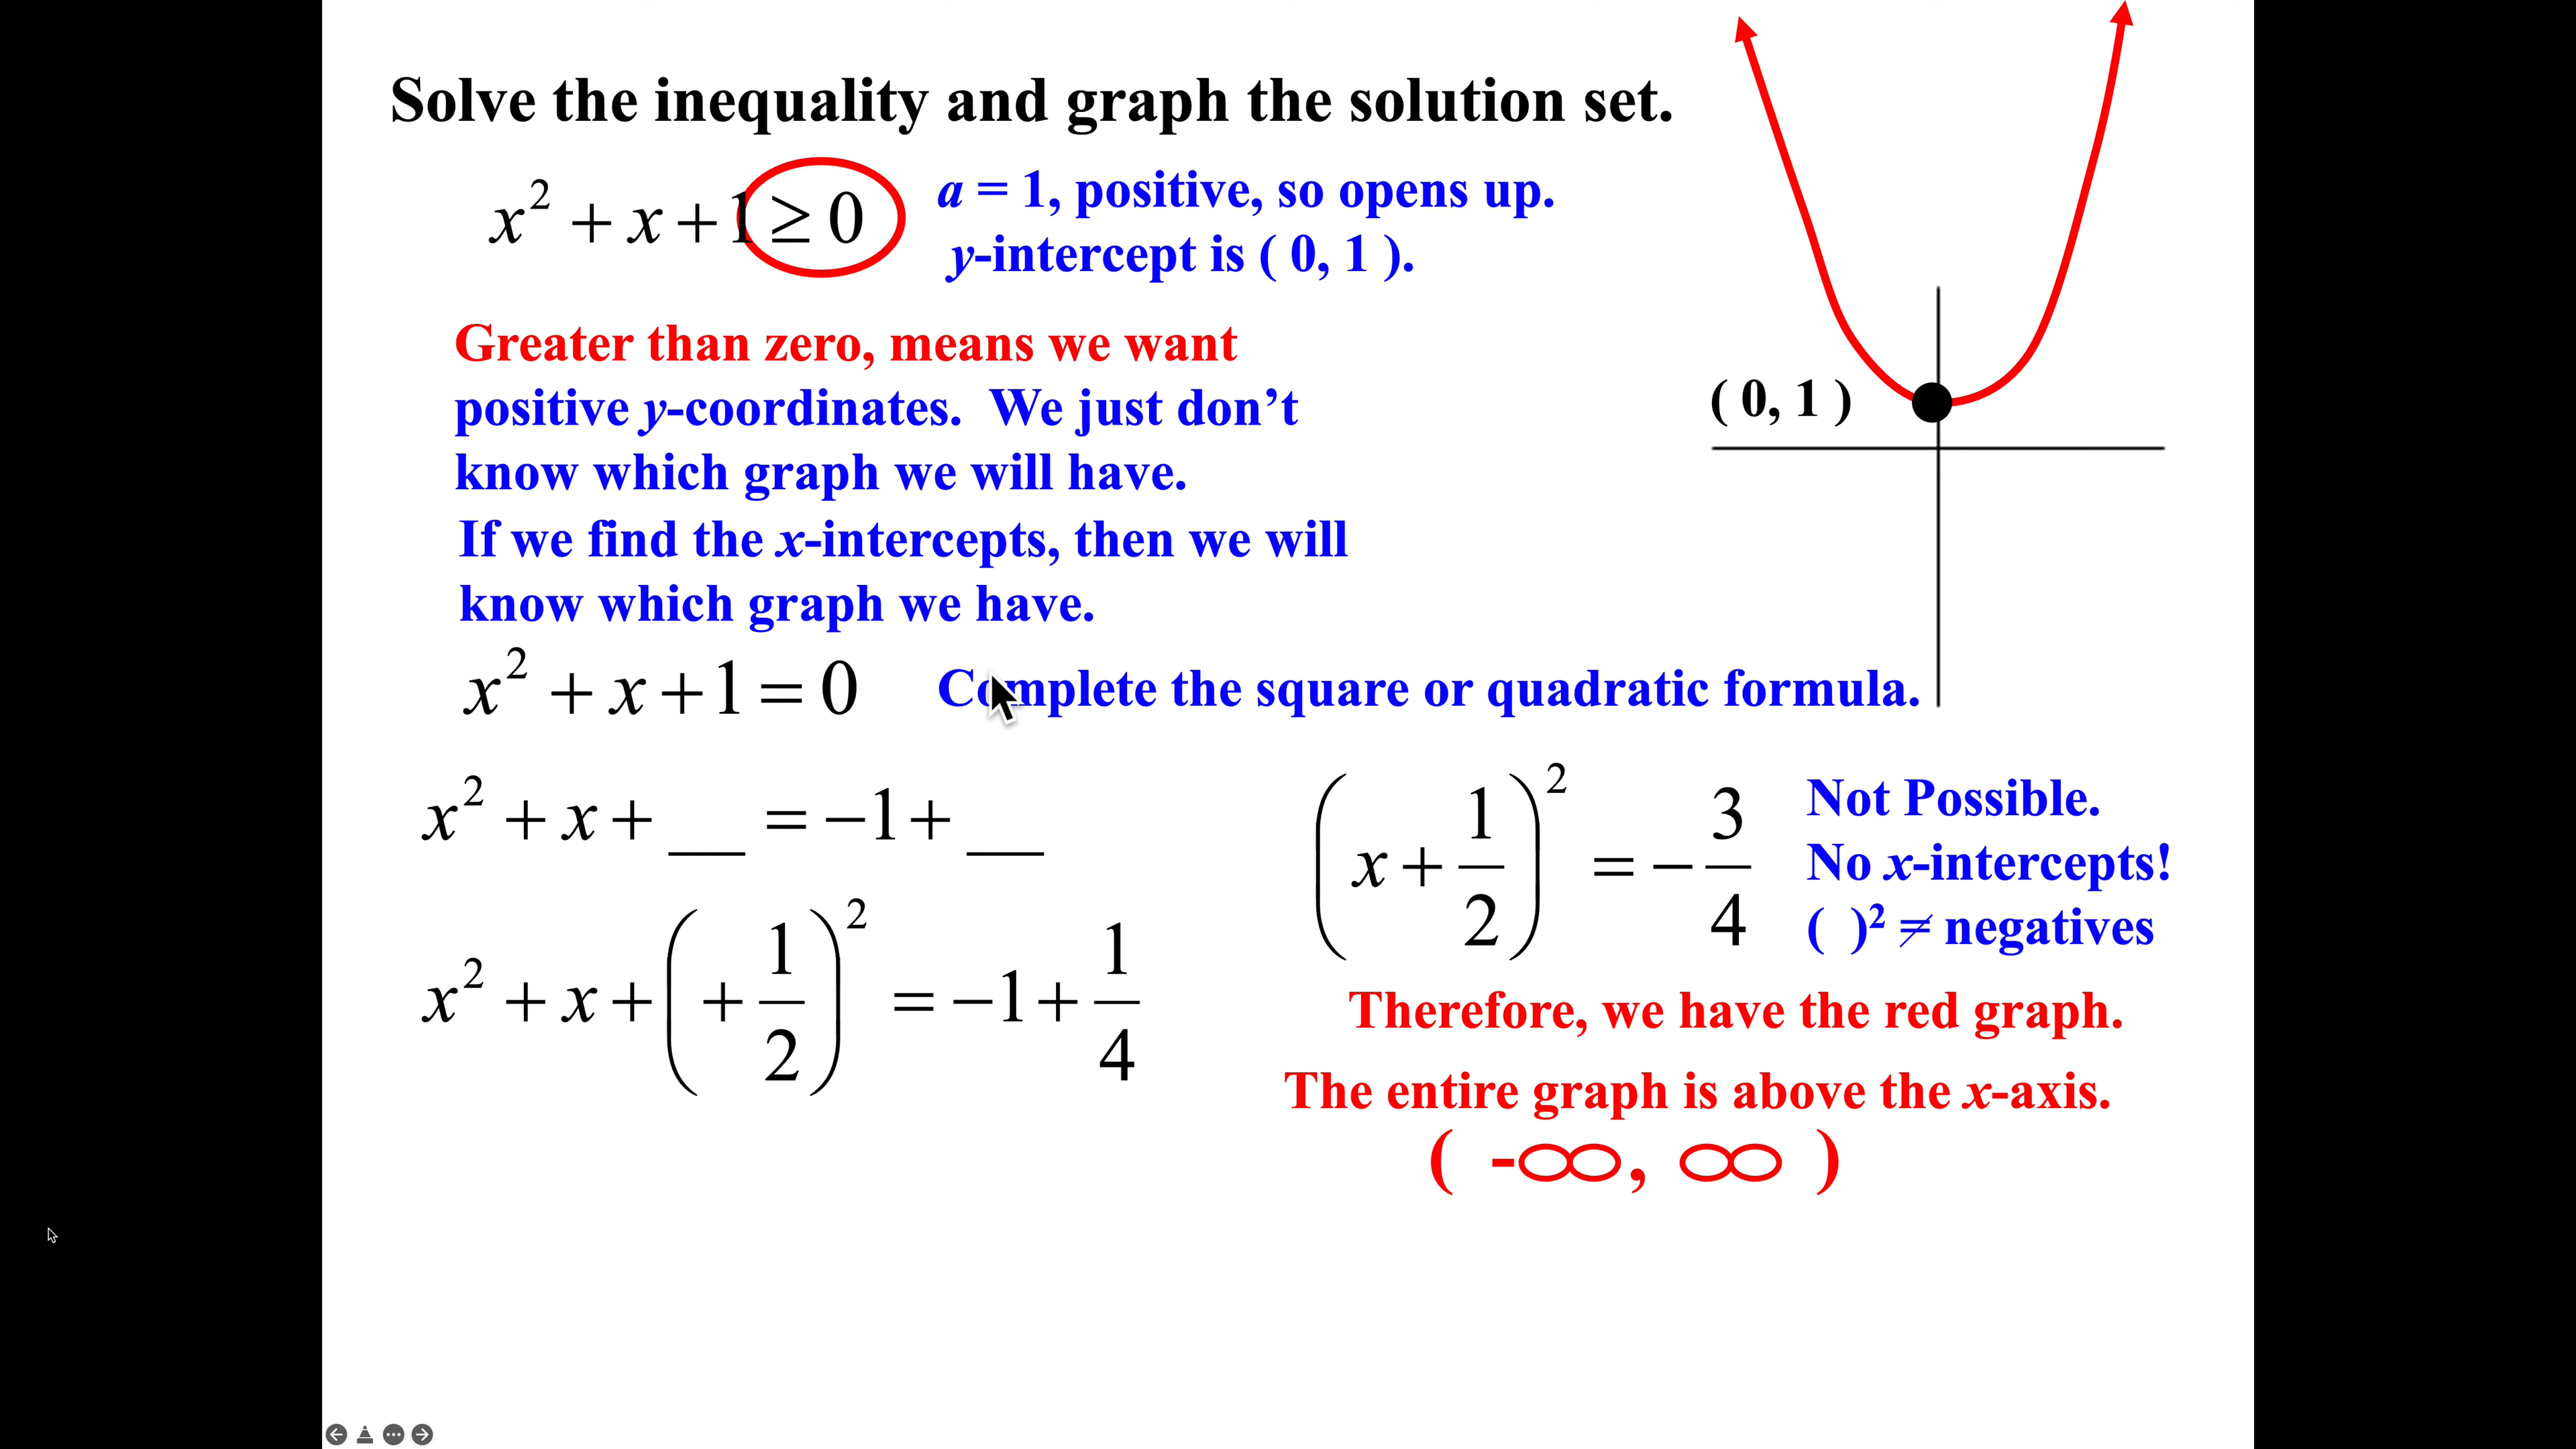 Solve the inequality and graph the solution set.
x² + x + 1 ≥ 0
a = 1, positive, so opens up.
y-intercept is ( 0, 1 ).
Greater than zero, means we want
positive y-coordinates. We just don’t
know which graph we will have.
If we find the x-intercepts, then we will
know which graph we have.
( 0, 1 )
x² + x + 1 = 0
Complete the square or quadratic formula.
x² + x + __ = −1 + __
x² + x + (+ 1/2)² = −1 + 1/4
(x + 1/2)² = − 3/4
Not Possible.
No x-intercepts!
( )² ≠ negatives
Therefore, we have the red graph.
The entire graph is above the x-axis.
( -∞, ∞ )